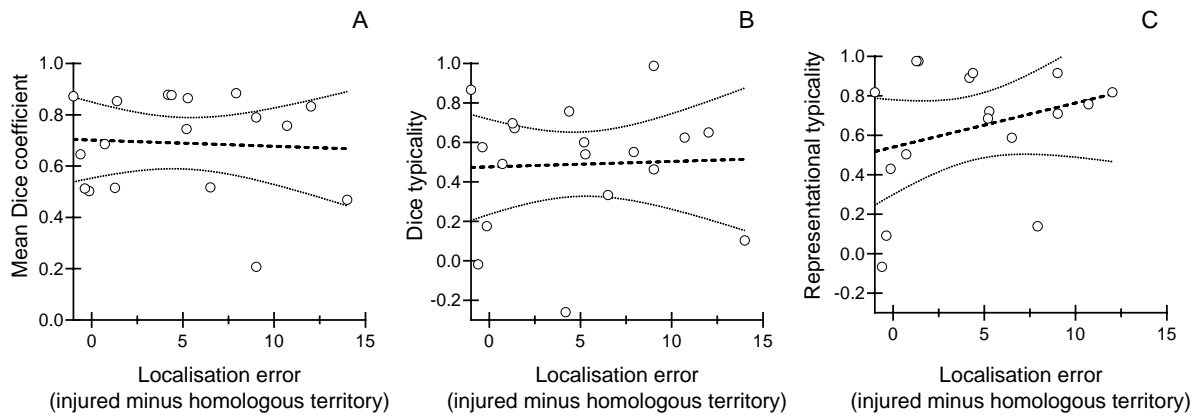 A
B
C
Mean Dice coefficient
1.0
0.8
0.6
0.4
0.2
0.0
0
5
10
15
Localisation error
(injured minus homologous territory)
Dice typicality
1.0
0.8
0.6
0.4
0.2
0.0
-0.2
0
5
10
15
Localisation error
(injured minus homologous territory)
Representational typicality
1.0
0.8
0.6
0.4
0.2
0.0
-0.2
0
5
10
15
Localisation error
(injured minus homologous territory)